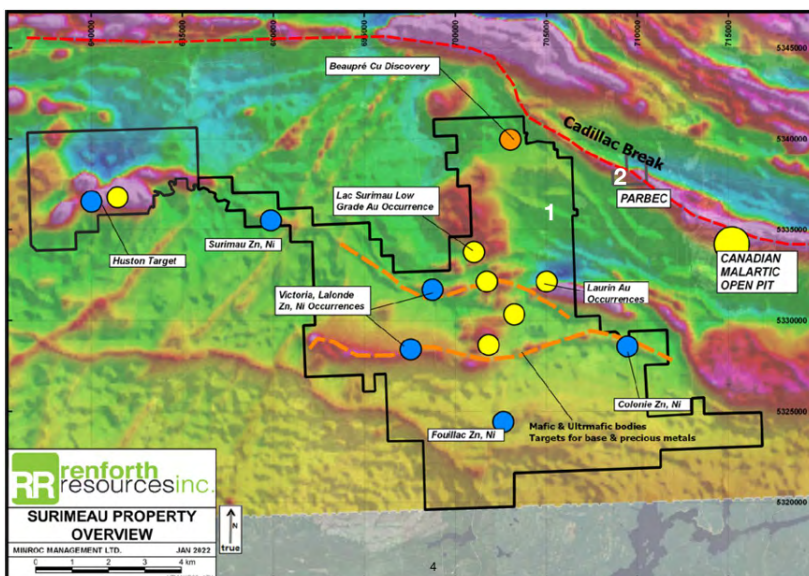 5345000
Beaupré Cu Discovery
5340000
Cadillac Break
2
PARBEC
Lac Surimau Low
Grade Au Occurrence
1
5335000
Huston Target
Surimau Zn, Ni
CANADIAN
MALARTIC
OPEN PIT
Victoria, Lalonde
Zn, Ni Occurrences
Laurin Au
Occurrences
5330000
Colonie Zn, Ni
5325000
Fouillac Zn, Ni
Mafic & Ultrmafic bodies
Targets for base & precious metals
RR renforth
resources inc.
5320000
SURIMEAU PROPERTY
OVERVIEW
N
true
MINROC MANAGEMENT LTD. JAN 2022
0 1 2 3 4 km
4